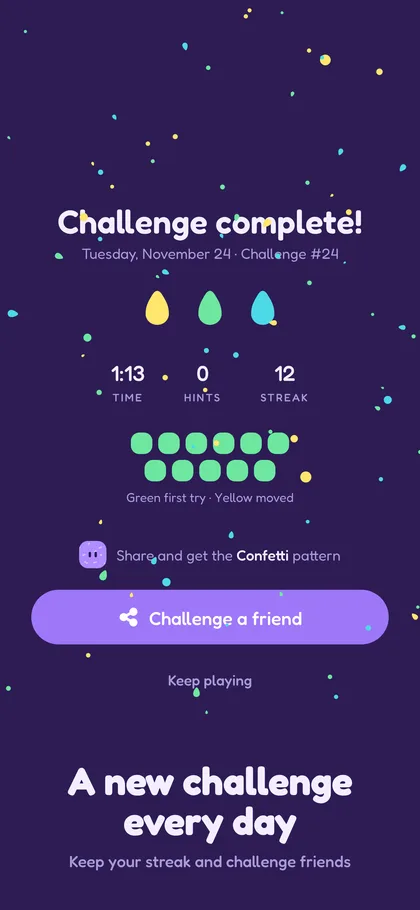 Challenge complete!
Tuesday, November 24 · Challenge #24
1:13 0 12
TIME HINTS STREAK
Green first try · Yellow moved
Share and get the Confetti pattern
Challenge a friend
Keep playing
A new challenge
every day
Keep your streak and challenge friends